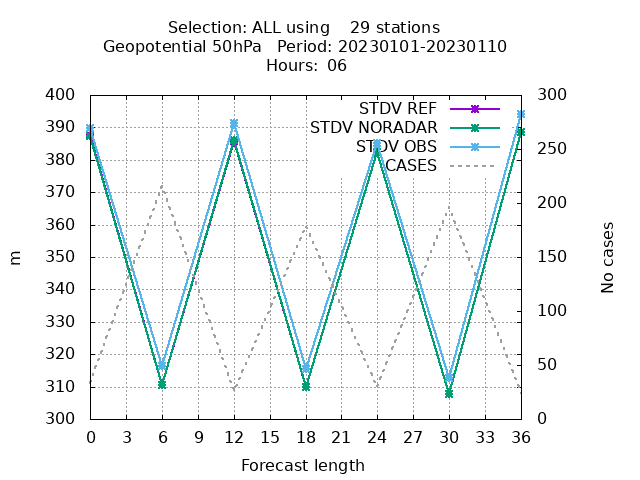 Selection: ALL using 29 stations
Geopotential 50hPa Period: 20230101-20230110
Hours: 06
STDV REF
STDV NORADAR
STDV OBS
CASES
400
390
380
370
360
350
340
330
320
310
300
m
300
250
200
150
100
50
0
No cases
0 3 6 9 12 15 18 21 24 27 30 33 36
Forecast length